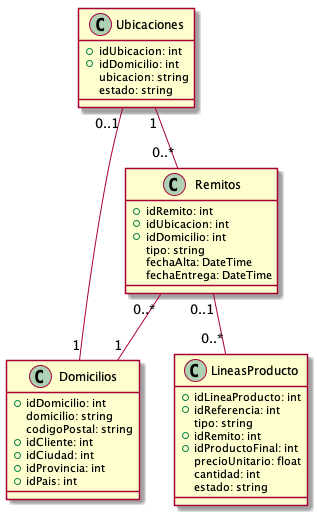 C Ubicaciones
idUbicacion: int
idDomicilio: int
ubicacion: string
estado: string
0..1
1
0..*
C Remitos
idRemito: int
idUbicacion: int
idDomicilio: int
tipo: string
fechaAlta: DateTime
fechaEntrega: DateTime
0..*
0..1
1
0..*
C Domicilios
idDomicilio: int
domicilio: string
codigoPostal: string
idCliente: int
idCiudad: int
idProvincia: int
idPais: int
C LineasProducto
idLineaProducto: int
idReferencia: int
tipo: string
idRemito: int
idProductoFinal: int
precioUnitario: float
cantidad: int
estado: string